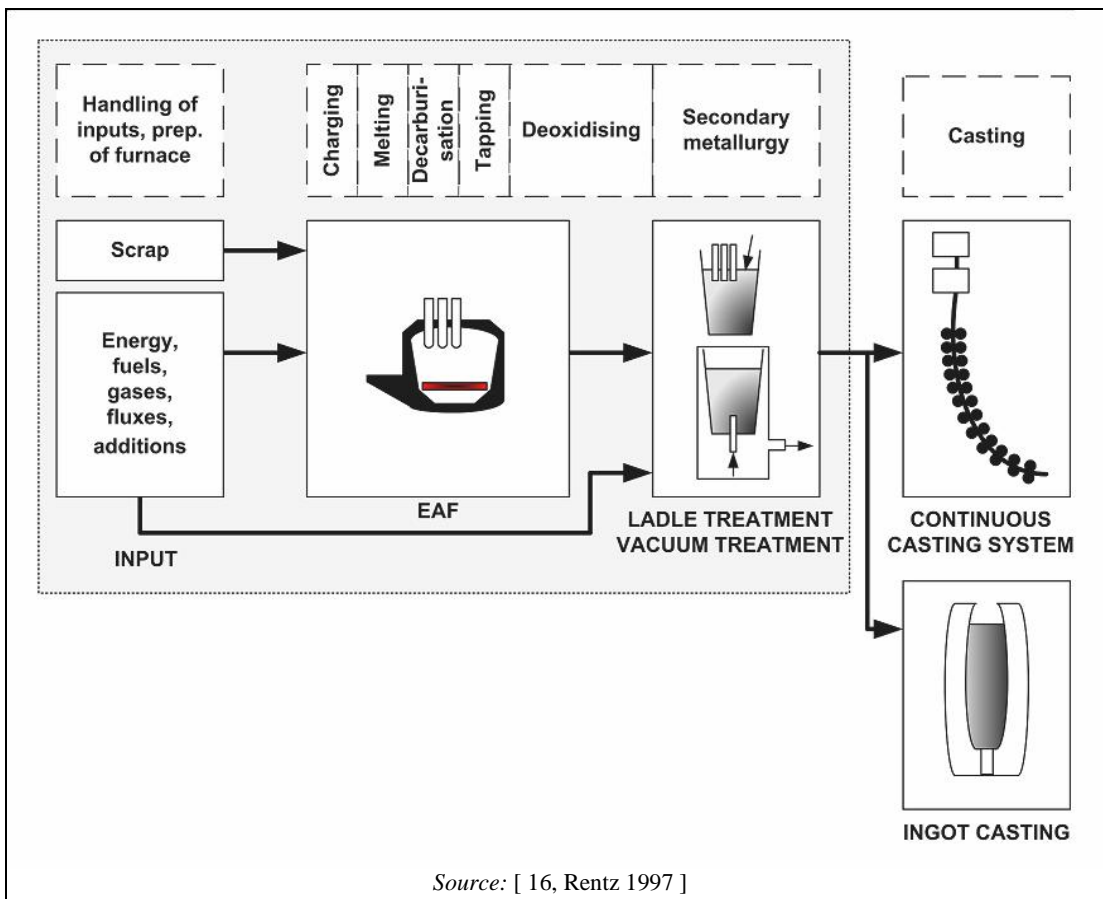 Handling of
inputs, prep.
of furnace
Charging
Melting
Decarburi-
sation
Tapping
Deoxidising
Secondary
metallurgy
Casting
Scrap
Energy,
fuels,
gases,
fluxes,
additions
INPUT
EAF
LADLE TREATMENT
VACUUM TREATMENT
CONTINUOUS
CASTING SYSTEM
INGOT CASTING
Source: [ 16, Rentz 1997 ]